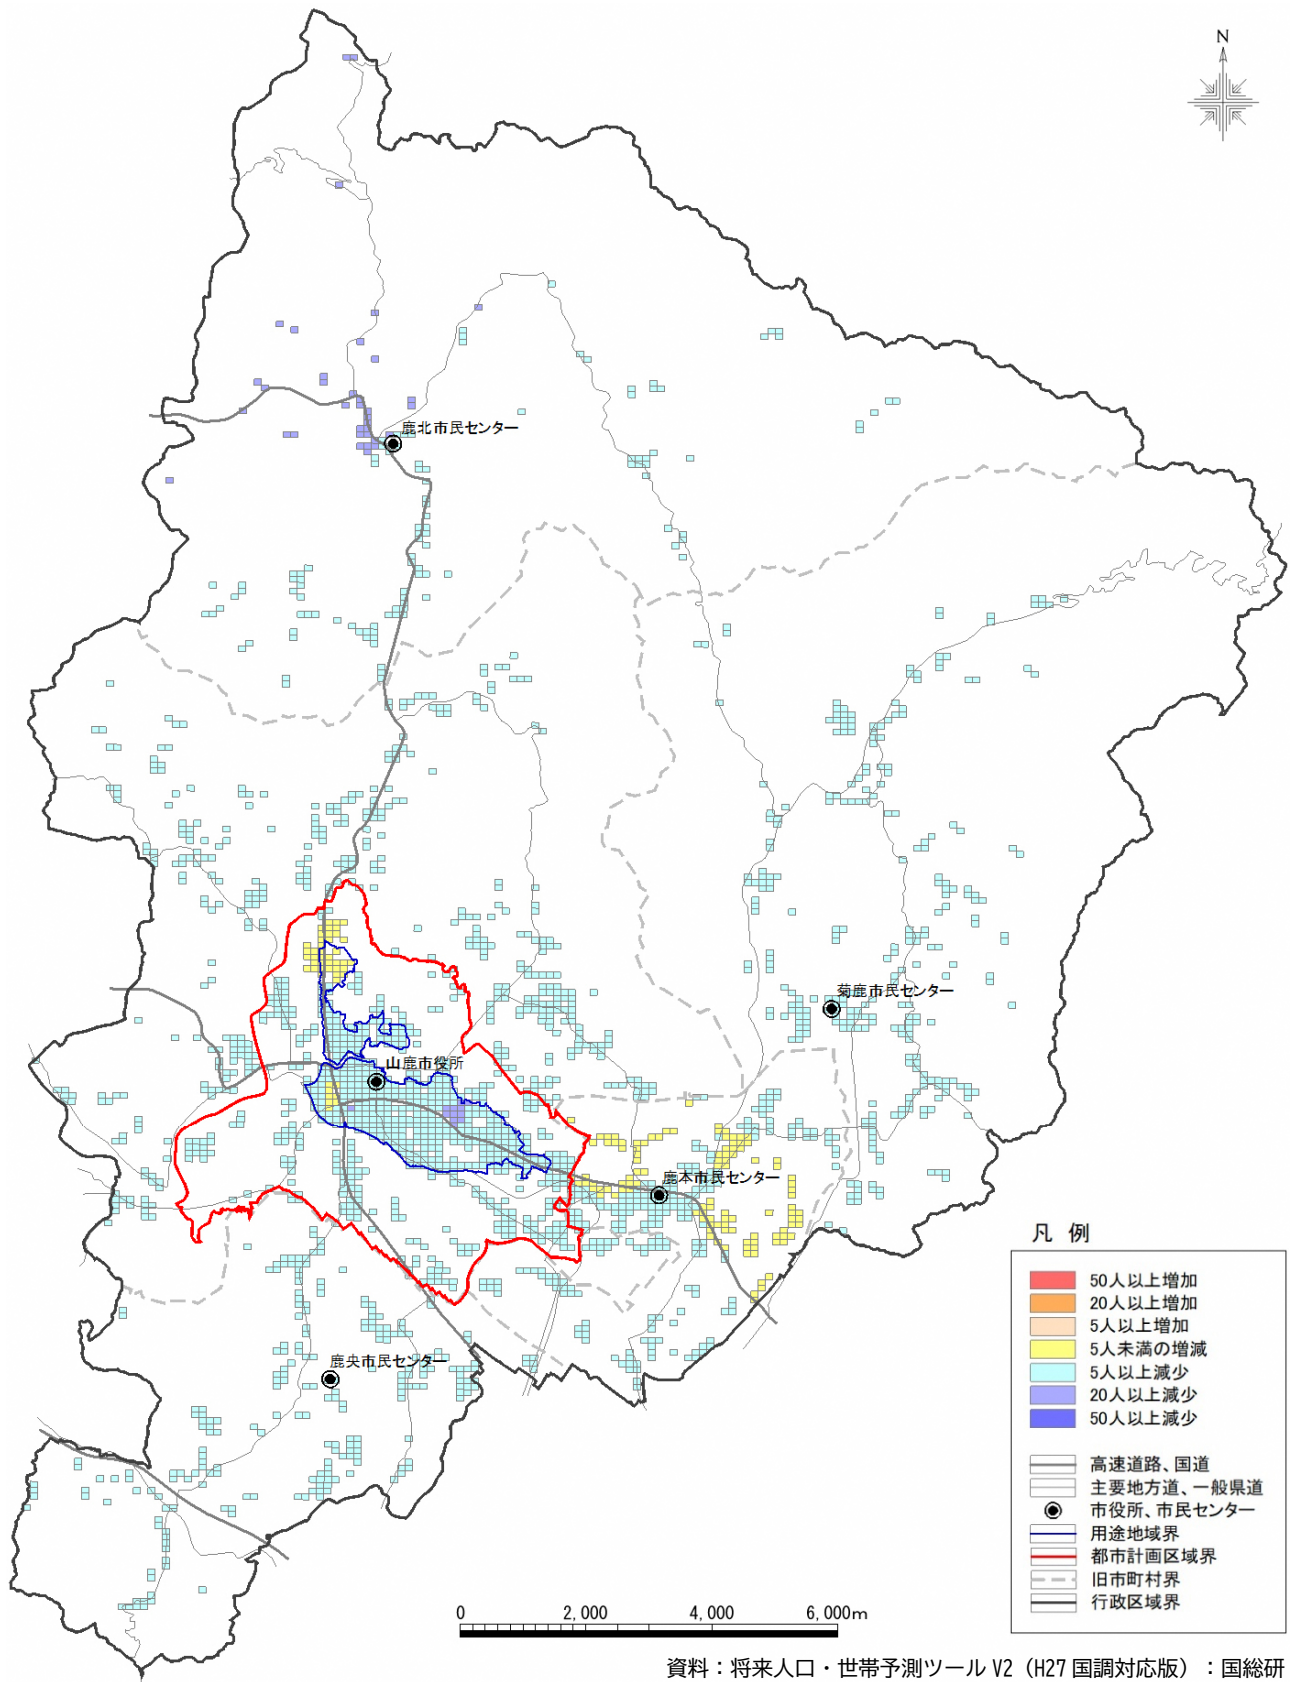 N
鹿北市民センター
菊鹿市民センター
山鹿市役所
鹿本市民センター
鹿央市民センター
凡 例
50人以上増加
20人以上増加
5人以上増加
5人未満の増減
5人以上減少
20人以上減少
50人以上減少
高速道路、国道
主要地方道、一般県道
市役所、市民センター
用途地域界
都市計画区域界
旧市町村界
行政区域界
0 2,000 4,000 6,000m
資料：将来人口・世帯予測ツール V2（H27 国調対応版）：国総研